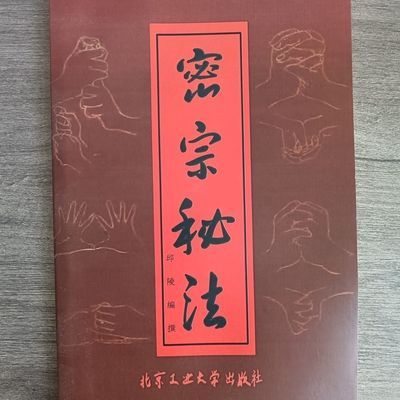 密宗秘法
邱陵编撰
北京工业大学出版社